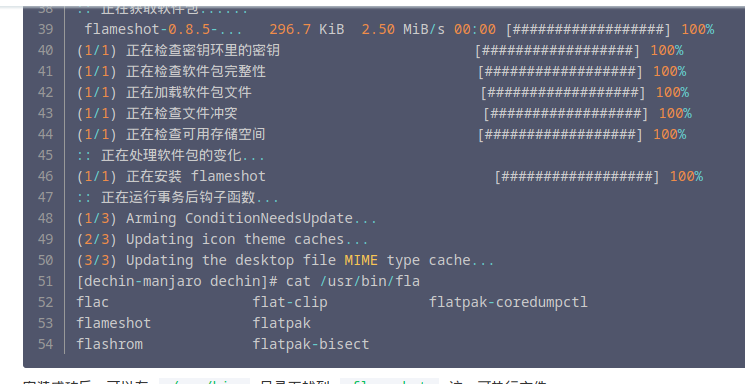 38 :: 正在获取软件包......
39 flameshot-0.8.5-... 296.7 KiB 2.50 MiB/s 00:00 [##################] 100%
40 (1/1) 正在检查密钥环里的密钥 [##################] 100%
41 (1/1) 正在检查软件包完整性 [##################] 100%
42 (1/1) 正在加载软件包文件 [##################] 100%
43 (1/1) 正在检查文件冲突 [##################] 100%
44 (1/1) 正在检查可用存储空间 [##################] 100%
45 :: 正在处理软件包的变化...
46 (1/1) 正在安装 flameshot [##################] 100%
47 :: 正在运行事务后钩子函数...
48 (1/3) Arming ConditionNeedsUpdate...
49 (2/3) Updating icon theme caches...
50 (3/3) Updating the desktop file MIME type cache...
51 [dechin-manjaro dechin]# cat /usr/bin/fla
52 flac flat-clip flatpak-coredumpctl
53 flameshot flatpak
54 flashrom flatpak-bisect